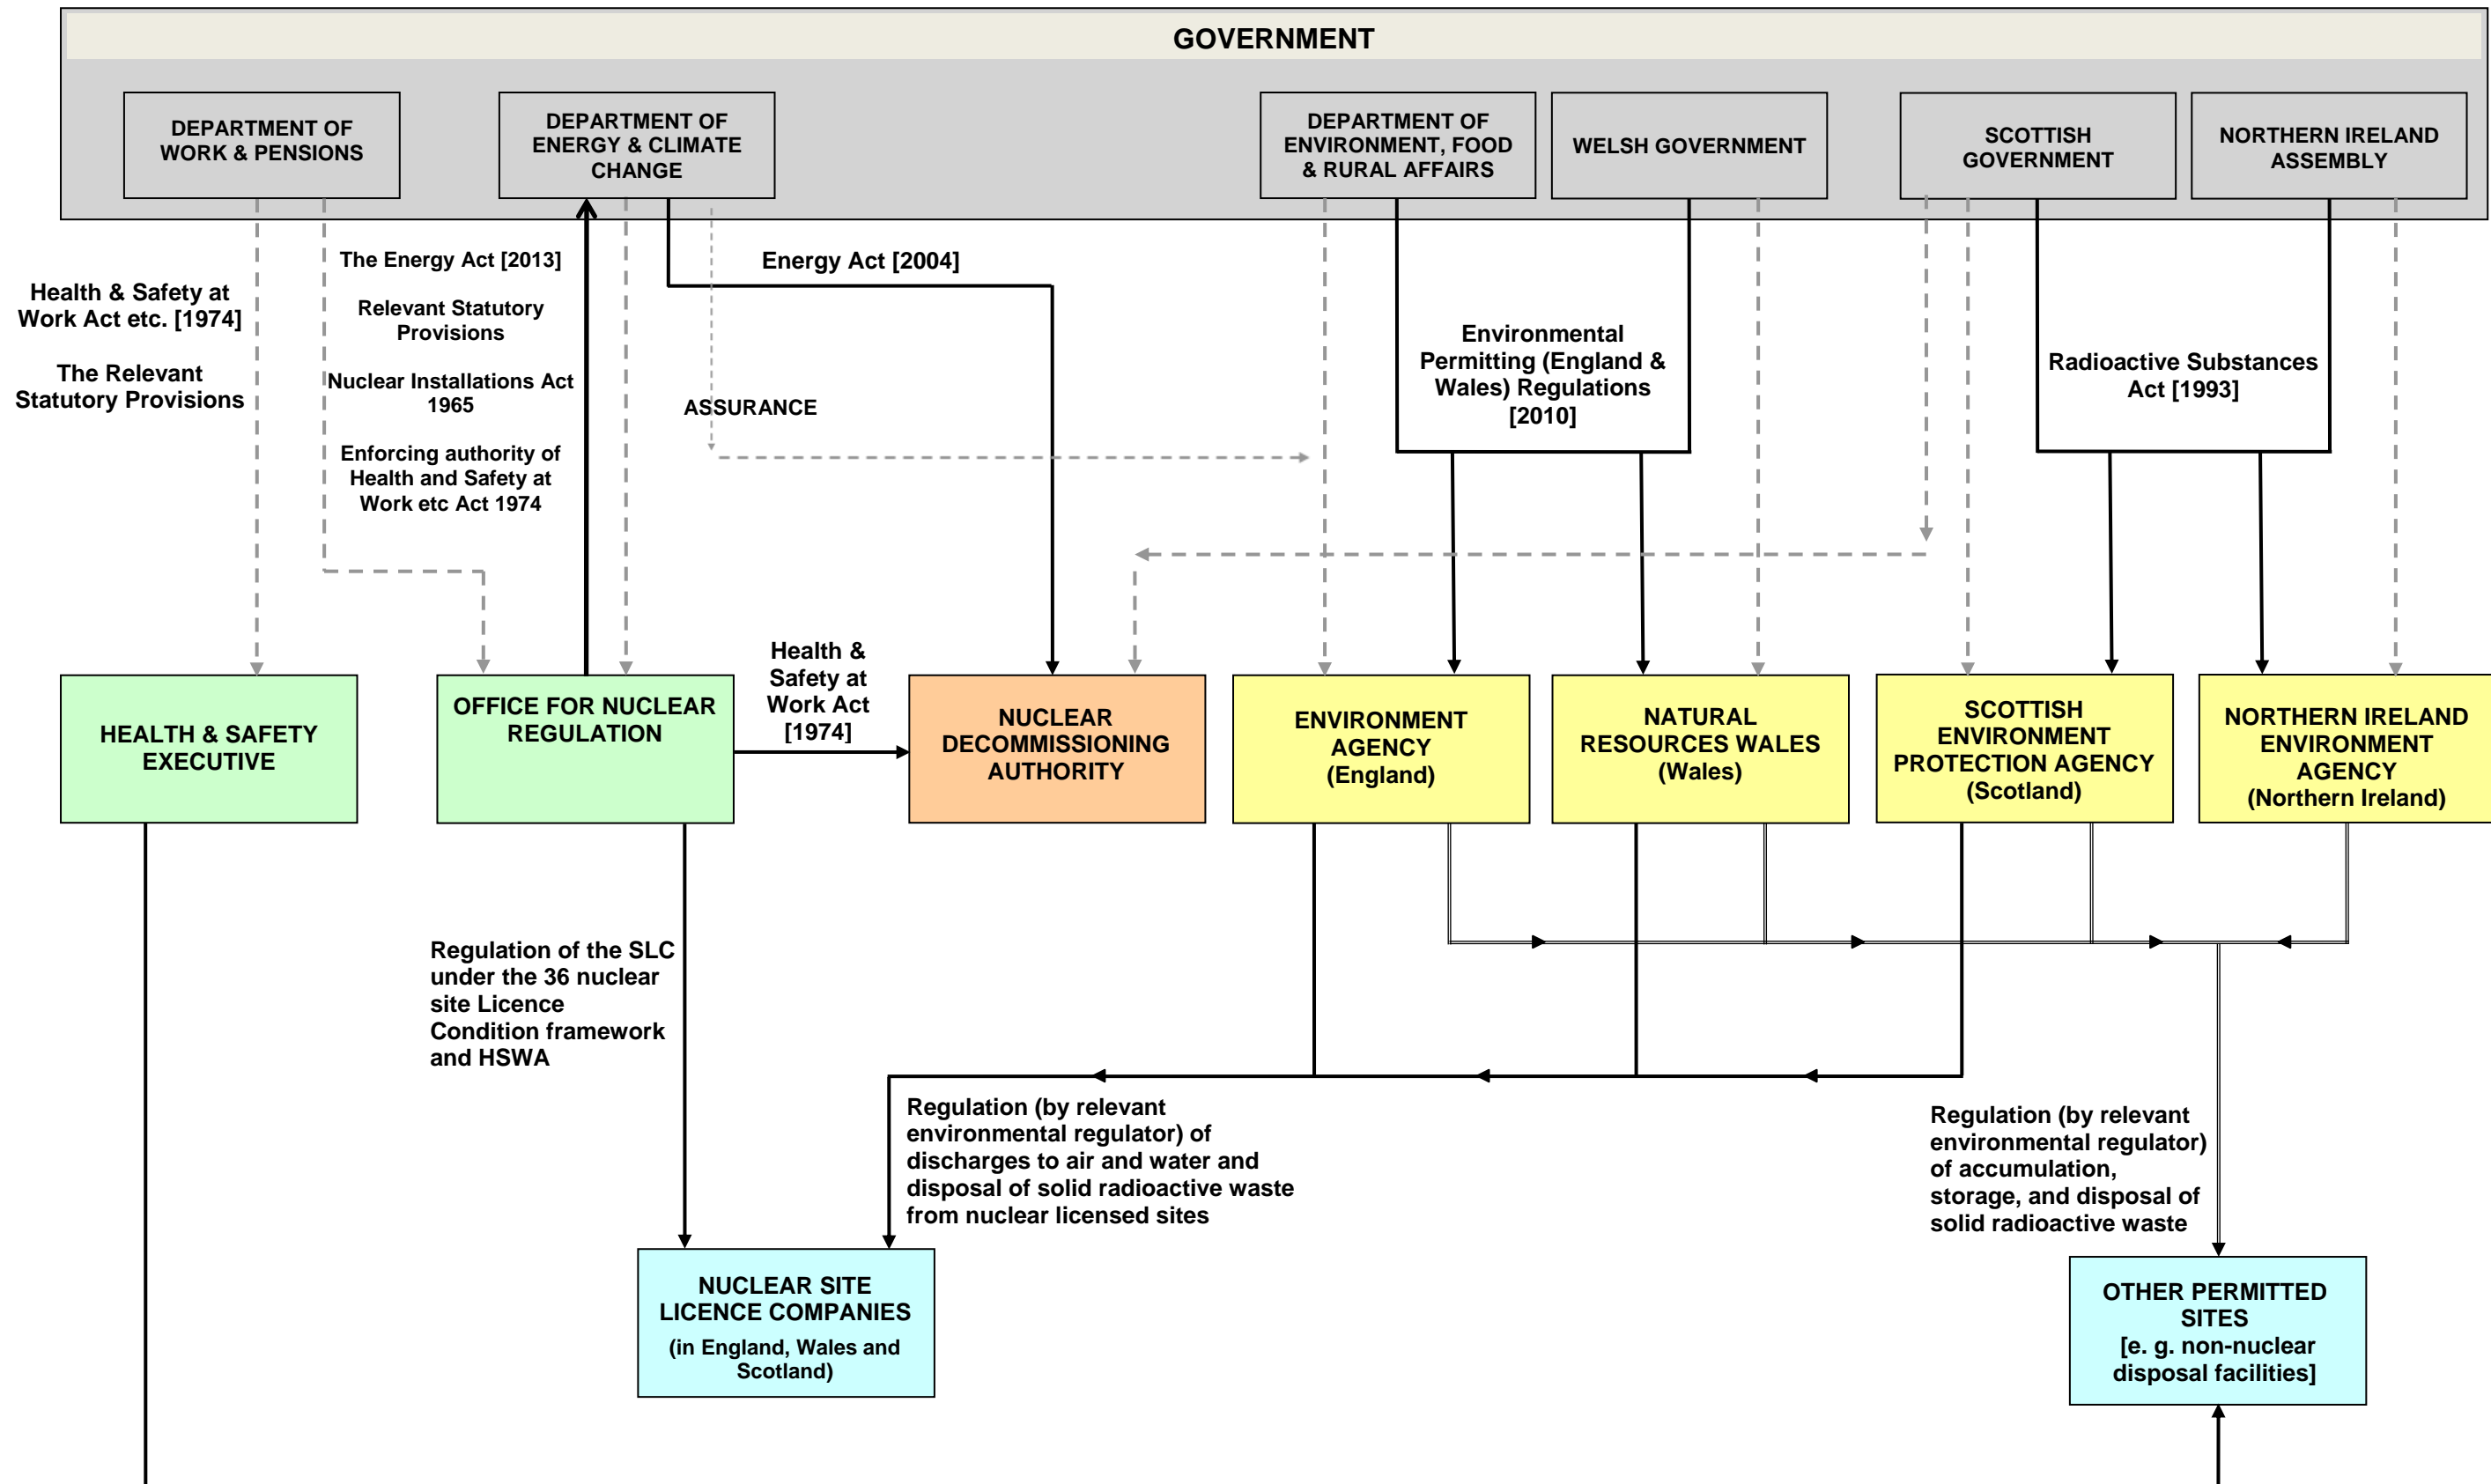 GOVERNMENT
DEPARTMENT OF
WORK & PENSIONS
DEPARTMENT OF
ENERGY & CLIMATE
CHANGE
DEPARTMENT OF
ENVIRONMENT, FOOD
& RURAL AFFAIRS
WELSH GOVERNMENT
SCOTTISH
GOVERNMENT
NORTHERN IRELAND
ASSEMBLY
Health & Safety at
Work Act etc. [1974]
The Relevant
Statutory Provisions
The Energy Act [2013]
Relevant Statutory
Provisions
Nuclear Installations Act
1965
Enforcing authority of
Health and Safety at
Work etc Act 1974
Energy Act [2004]
ASSURANCE
Environmental
Permitting (England &
Wales) Regulations
[2010]
Radioactive Substances
Act [1993]
Health &
Safety at
Work Act
[1974]
HEALTH & SAFETY
EXECUTIVE
OFFICE FOR NUCLEAR
REGULATION
NUCLEAR
DECOMMISSIONING
AUTHORITY
ENVIRONMENT
AGENCY
(England)
NATURAL
RESOURCES WALES
(Wales)
SCOTTISH
ENVIRONMENT
PROTECTION AGENCY
(Scotland)
NORTHERN IRELAND
ENVIRONMENT
AGENCY
(Northern Ireland)
Regulation of the SLC
under the 36 nuclear
site Licence
Condition framework
and HSWA
Regulation (by relevant
environmental regulator) of
discharges to air and water and
disposal of solid radioactive waste
from nuclear licensed sites
Regulation (by relevant
environmental regulator)
of accumulation,
storage, and disposal of
solid radioactive waste
NUCLEAR SITE
LICENCE COMPANIES
(in England, Wales and
Scotland)
OTHER PERMITTED
SITES
[e. g. non-nuclear
disposal facilities]